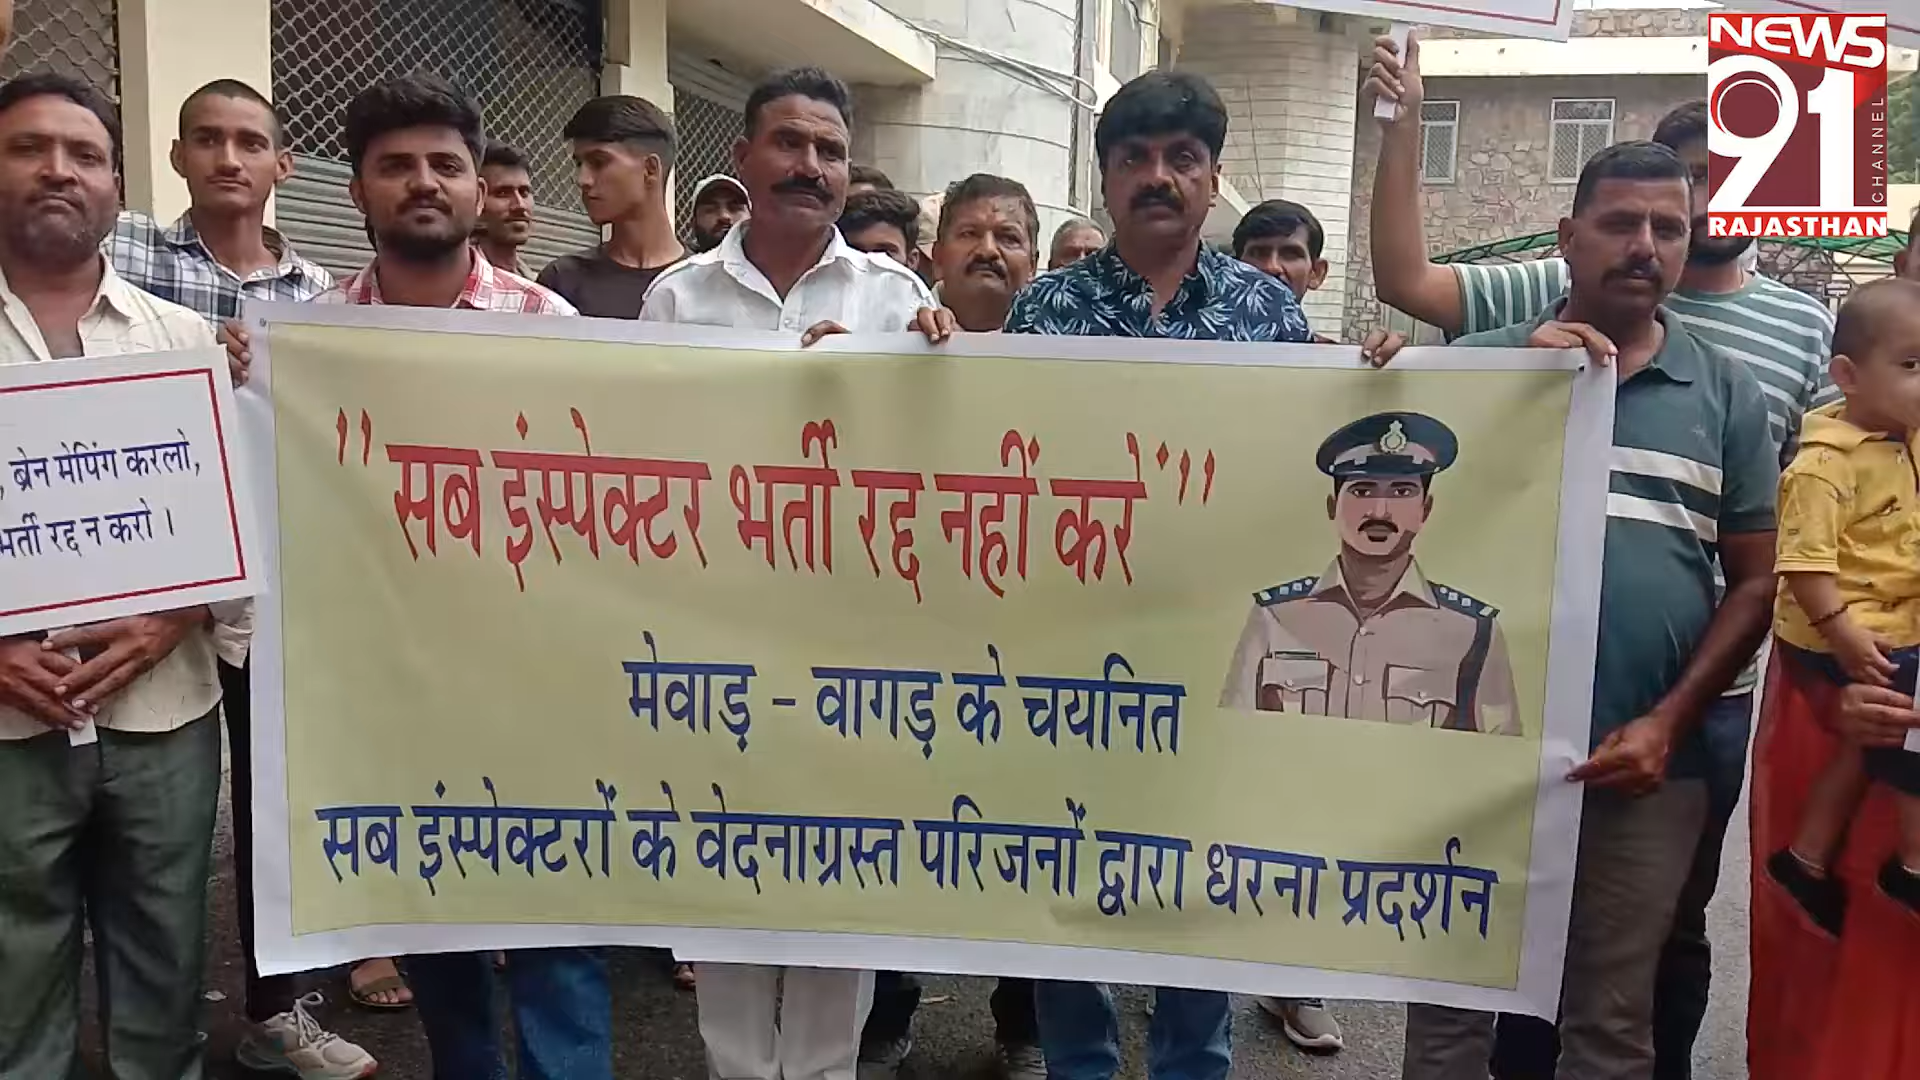 NEWS
91
CHANNEL
RAJASTHAN
, ब्रेन मेपिंग करलो,
भर्ती रद्द न करो ।
"सब इंस्पेक्टर भर्ती रद्द नहीं करें"
मेवाड़ - वागड़ के चयनित
सब इंस्पेक्टरों के वेदनाग्रस्त परिजनों द्वारा धरना प्रदर्शन